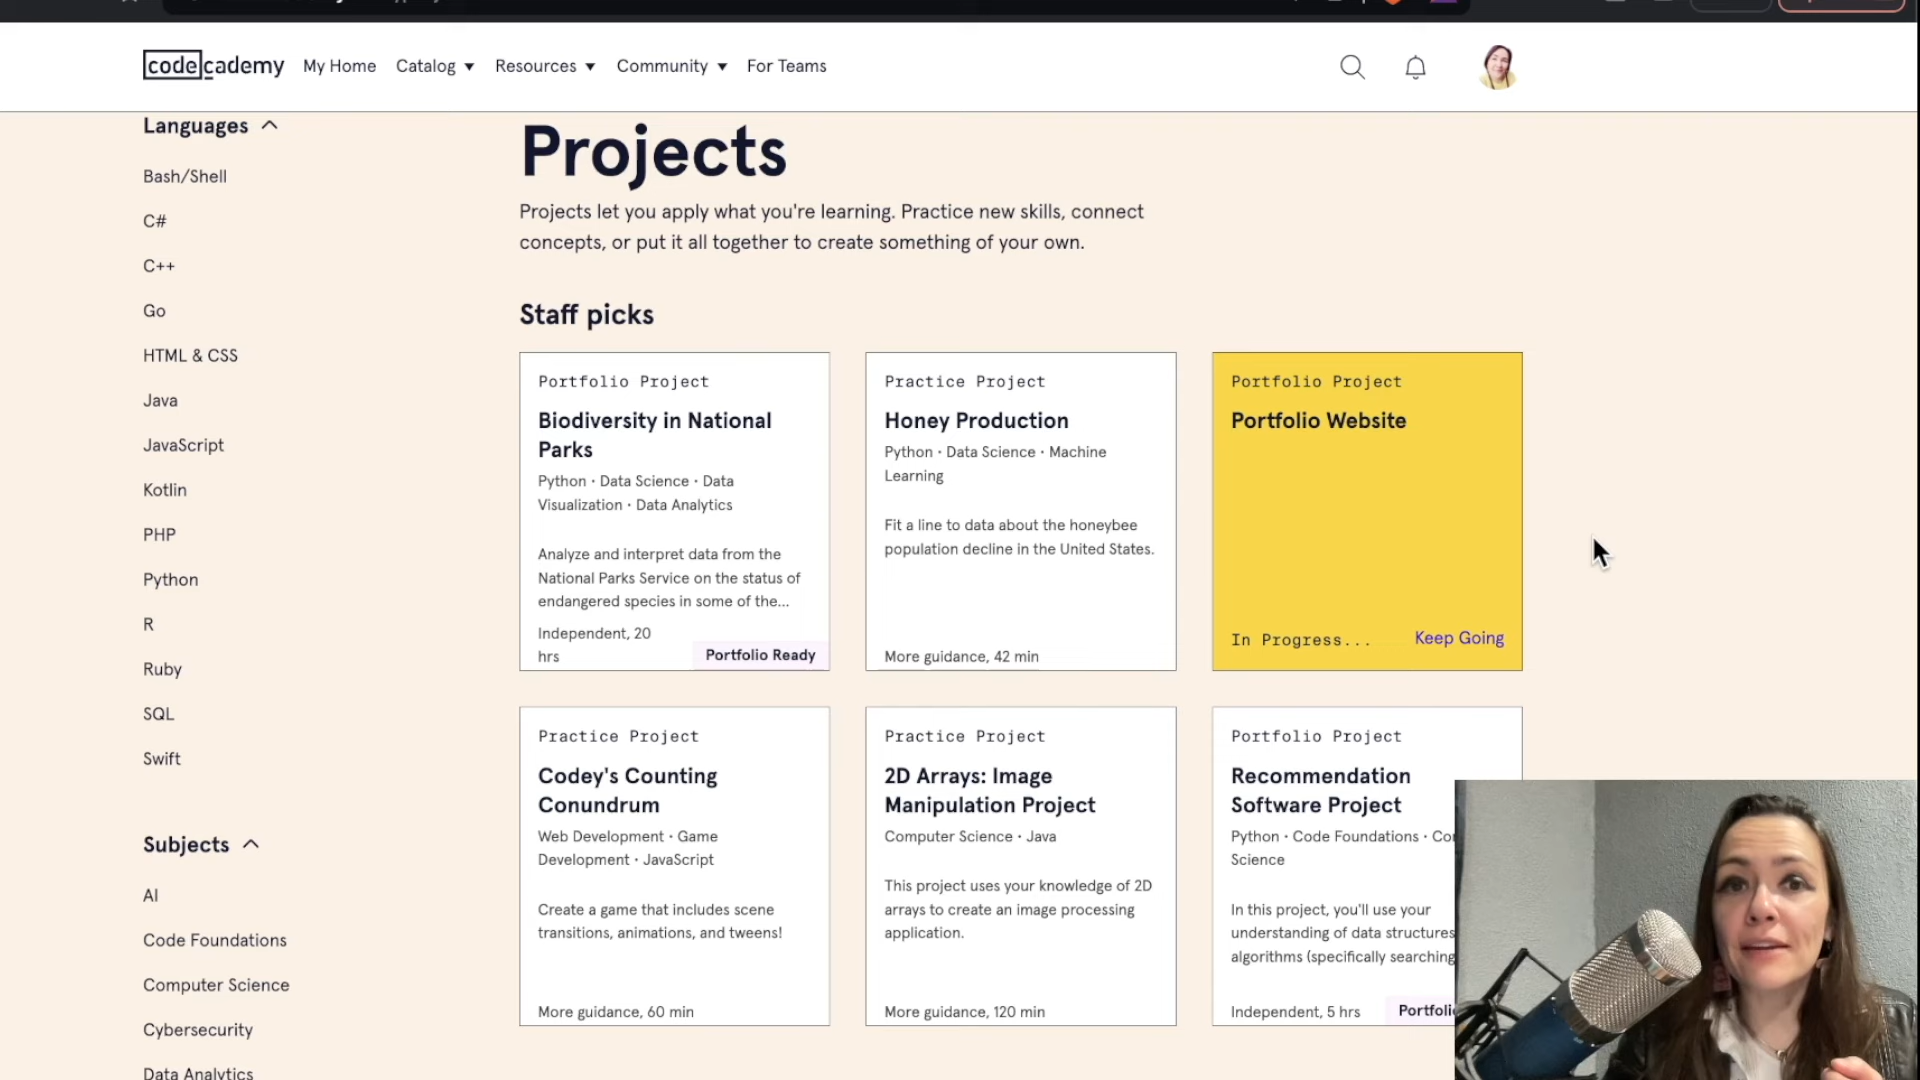 codecademy My Home Catalog Resources Community For Teams
Languages
Bash/Shell
C#
C++
Go
HTML & CSS
Java
JavaScript
Kotlin
PHP
Python
R
Ruby
SQL
Swift
Subjects
AI
Code Foundations
Computer Science
Cybersecurity
Data Analytics
Projects
Projects let you apply what you're learning. Practice new skills, connect
concepts, or put it all together to create something of your own.
Staff picks
Portfolio Project
Biodiversity in National
Parks
Python · Data Science · Data
Visualization · Data Analytics
Analyze and interpret data from the
National Parks Service on the status of
endangered species in some of the...
Independent, 20
hrs
Portfolio Ready
Practice Project
Honey Production
Python · Data Science · Machine
Learning
Fit a line to data about the honeybee
population decline in the United States.
More guidance, 42 min
Portfolio Project
Portfolio Website
In Progress...
Keep Going
Practice Project
Codey's Counting
Conundrum
Web Development · Game
Development · JavaScript
Create a game that includes scene
transitions, animations, and tweens!
More guidance, 60 min
Practice Project
2D Arrays: Image
Manipulation Project
Computer Science · Java
This project uses your knowledge of 2D
arrays to create an image processing
application.
More guidance, 120 min
Portfolio Project
Recommendation
Software Project
Python · Code Foundations ·
Science
In this project, you'll use your
understanding of data structures
algorithms (specifically searching
Independent, 5 hrs